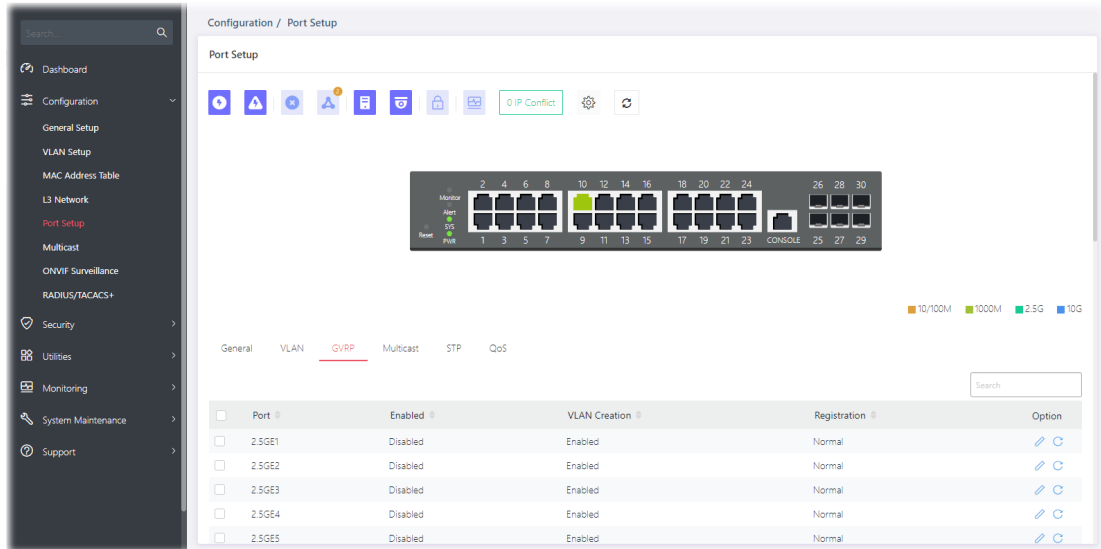 Configuration / Port Setup
Search...
Port Setup
Dashboard
Configuration
0 IP Conflict
General Setup
VLAN Setup
MAC Address Table
L3 Network
Port Setup
Multicast
ONVIF Surveillance
RADIUS/TACACS+
Security
Utilities
Monitoring
System Maintenance
Support
2 4 6 8 10 12 14 16 18 20 22 24 26 28 30
Monitor
Alert
SYS
Reset
PWR
1 3 5 7 9 11 13 15 17 19 21 23 CONSOLE 25 27 29
10/100M 1000M 2.5G 10G
General VLAN GVRP Multicast STP QoS
Search
Port Enabled VLAN Creation Registration Option
2.5GE1 Disabled Enabled Normal
2.5GE2 Disabled Enabled Normal
2.5GE3 Disabled Enabled Normal
2.5GE4 Disabled Enabled Normal
2.5GE5 Disabled Enabled Normal